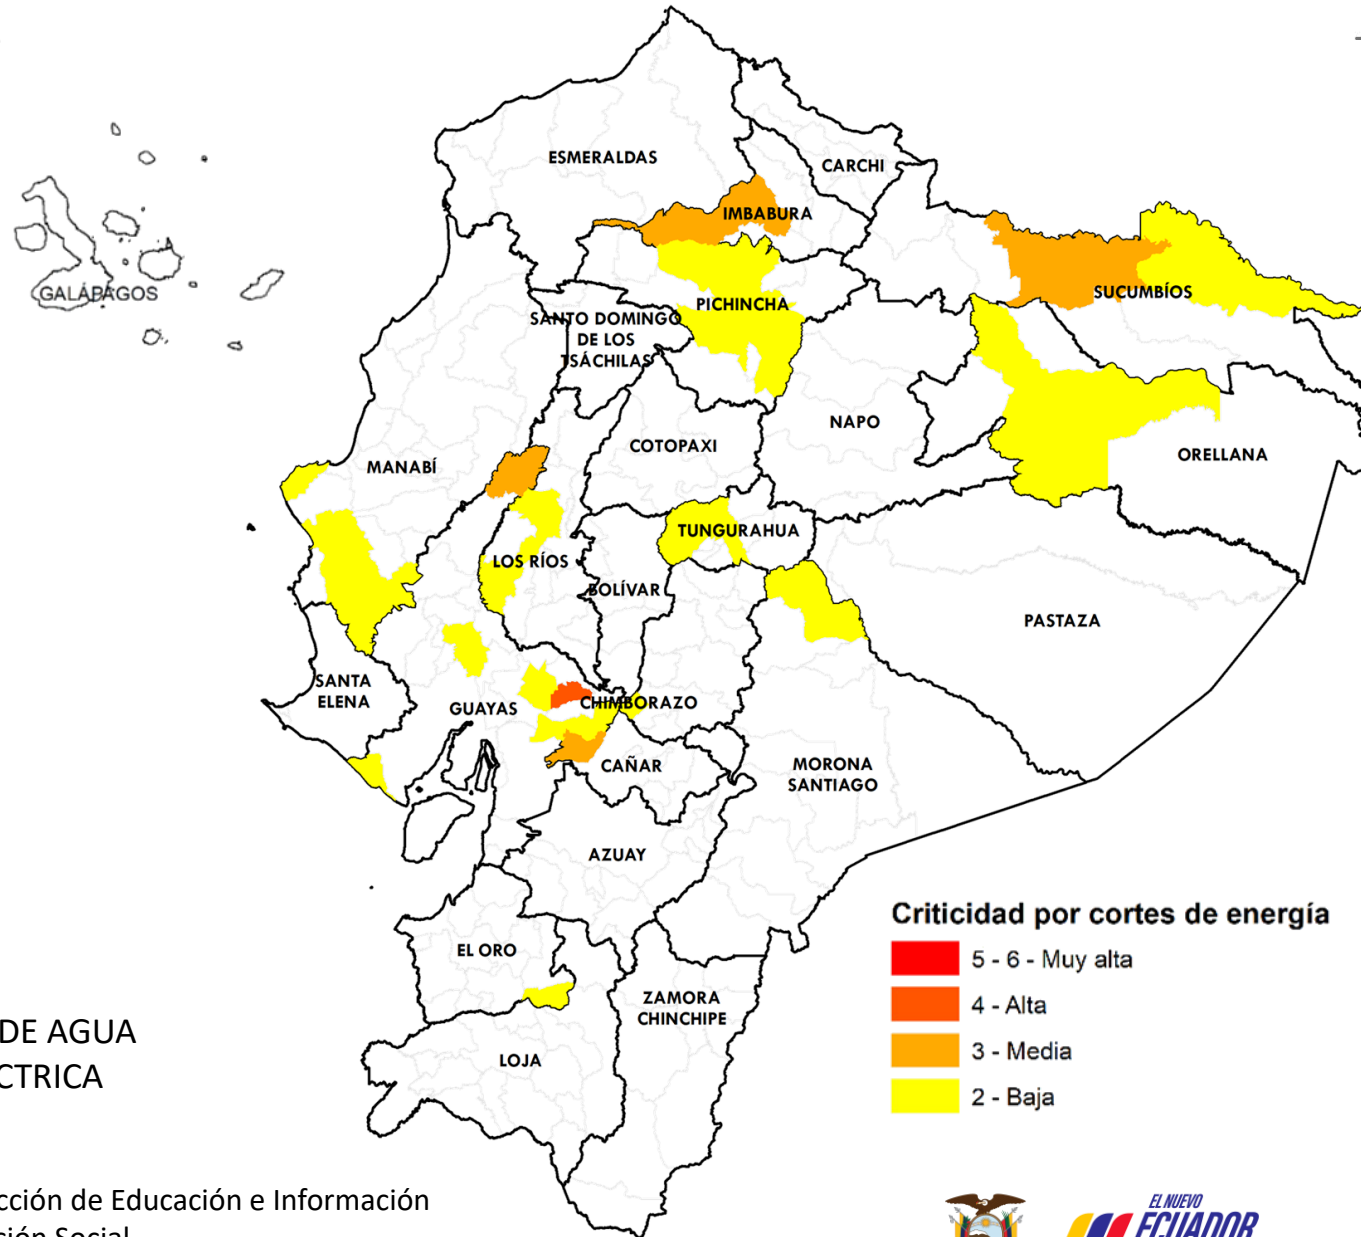 ESMERALDAS
CARCHI
IMBABURA
GALÁPAGOS
SUCUMBÍOS
PICHINCHA
SANTO DOMINGO
DE LOS
TSÁCHILAS
NAPO
COTOPAXI
ORELLANA
MANABÍ
TUNGURAHUA
LOS RÍOS
BOLÍVAR
PASTAZA
SANTA
ELENA
GUAYAS
CHIMBORAZO
CAÑAR
MORONA
SANTIAGO
AZUAY
EL ORO
ZAMORA
CHINCHIPE
LOJA
Criticidad por cortes de energía
5 - 6 - Muy alta
4 - Alta
3 - Media
2 - Baja
DE AGUA
CTRICA
cción de Educación e Información
ción Social
EL NUEVO
ECUADOR